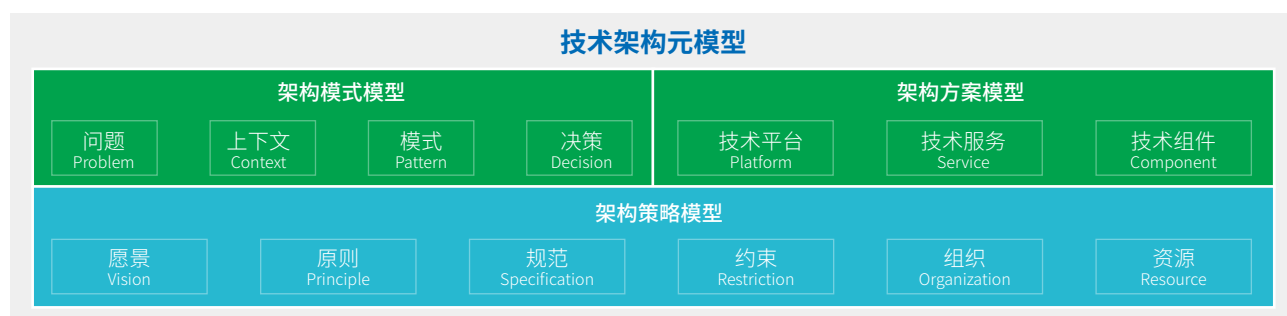 技术架构元模型
架构模式模型
问题
Problem
上下文
Context
模式
Pattern
决策
Decision
架构方案模型
技术平台
Platform
技术服务
Service
技术组件
Component
架构策略模型
愿景
Vision
原则
Principle
规范
Specification
约束
Restriction
组织
Organization
资源
Resource